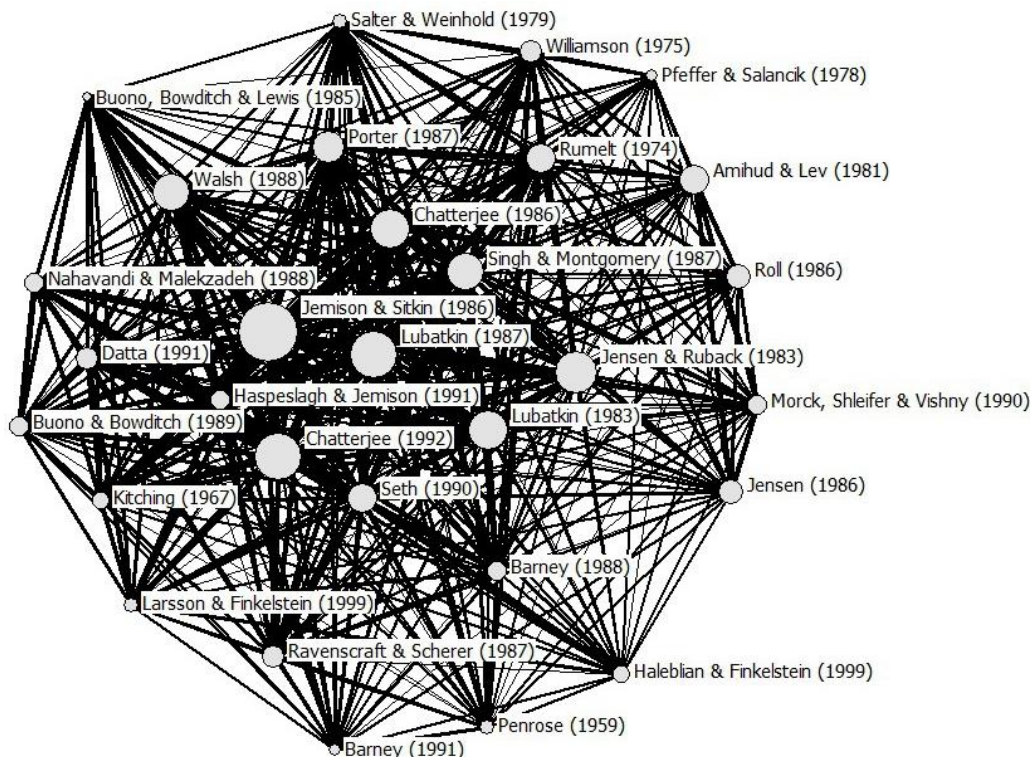 Salter & Weinhold (1979)
Williamson (1975)
Pfeffer & Salancik (1978)
Buono, Bowditch & Lewis (1985)
Porter (1987)
Rumelt (1974)
Amihud & Lev (1981)
Walsh (1988)
Chatterjee (1986)
Singh & Montgomery (1987)
Roll (1986)
Nahavandi & Malekzadeh (1988)
Jemison & Sitkin (1986)
Lubatkin (1987)
Datta (1991)
Jensen & Ruback (1983)
Haspeslagh & Jemison (1991)
Morck, Shleifer & Vishny (1990)
Buono & Bowditch (1989)
Lubatkin (1983)
Chatterjee (1992)
Kitching (1967)
Seth (1990)
Jensen (1986)
Barney (1988)
Larsson & Finkelstein (1999)
Ravenscraft & Scherer (1987)
Haleblian & Finkelstein (1999)
Penrose (1959)
Barney (1991)